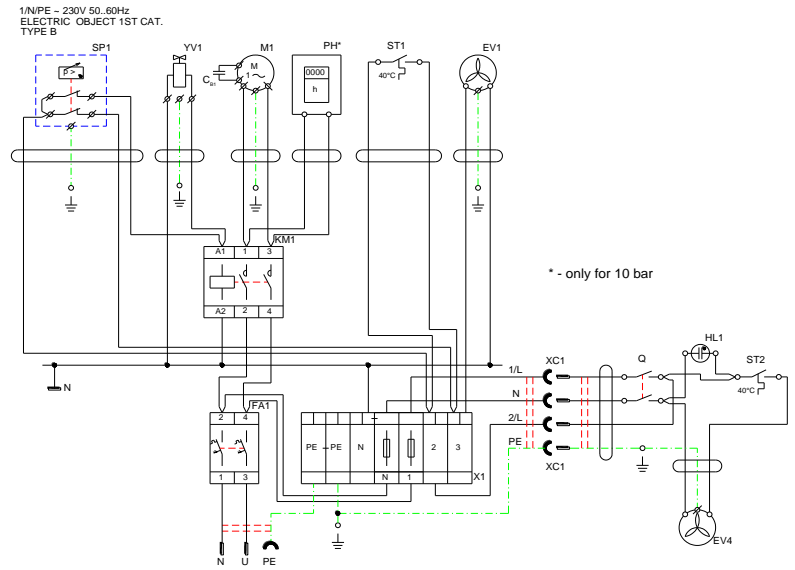 1/N/PE ~ 230V 50..60Hz
ELECTRIC OBJECT 1ST CAT.
TYPE B
SP1
YV1
M1
PH*
ST1
EV1
P >
M
1 ~
C B1
0000
h
40°C
KM1
A1 1 3
A2 2 4
* - only for 10 bar
N
FA1
2 4
1 3
N U PE
PE PE N 2 3
N 1
X1
1/L
N
2/L
PE
XC1
XC1
Q
HL1
ST2
40°C
EV4